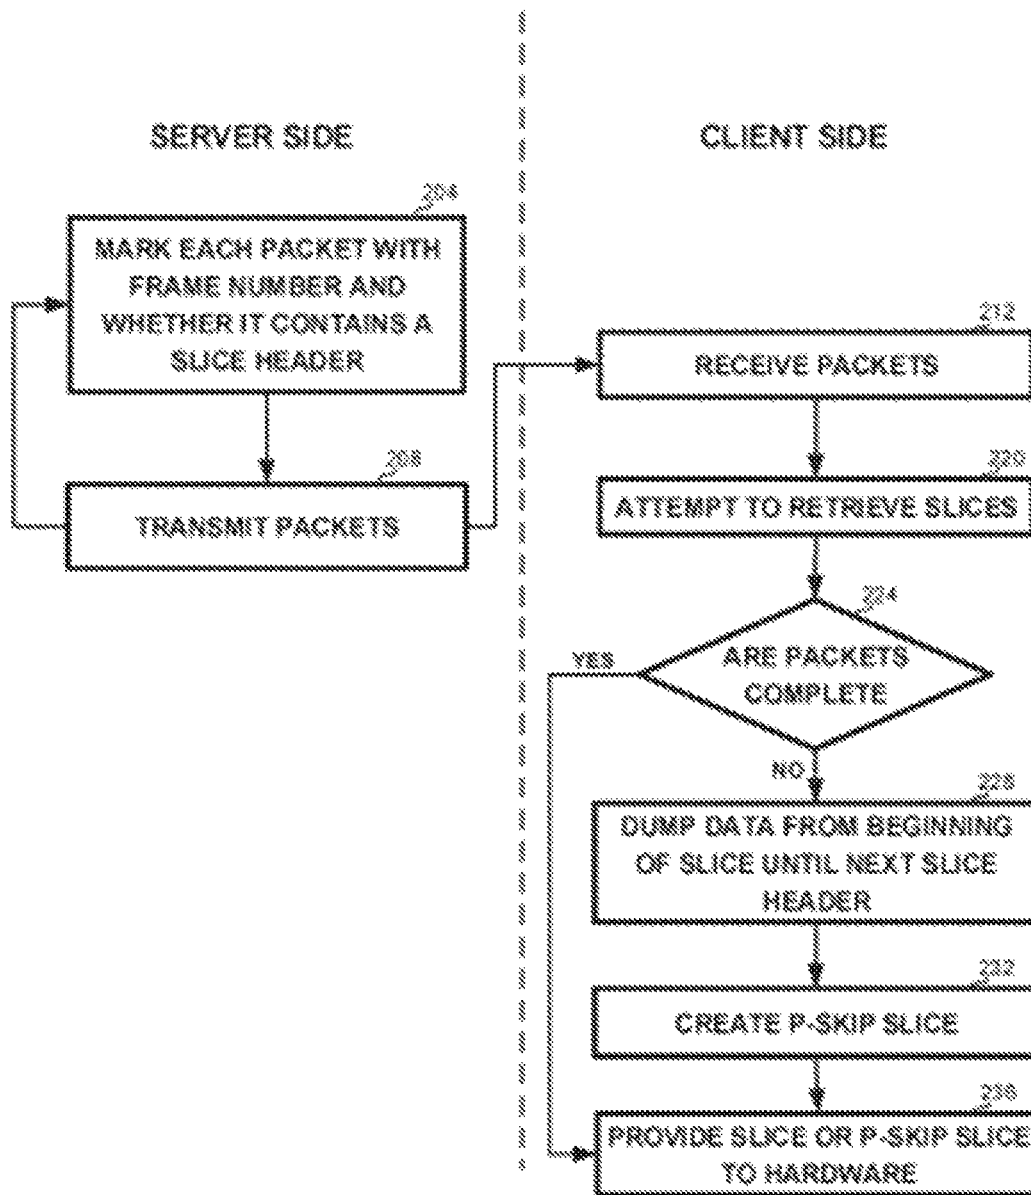 SERVER SIDE
204
MARK EACH PACKET WITH
FRAME NUMBER AND
WHETHER IT CONTAINS A
SLICE HEADER
208
TRANSMIT PACKETS
CLIENT SIDE
212
RECEIVE PACKETS
220
ATTEMPT TO RETRIEVE SLICES
224
ARE PACKETS
COMPLETE
YES
NO
228
DUMP DATA FROM BEGINNING
OF SLICE UNTIL NEXT SLICE
HEADER
232
CREATE P-SKIP SLICE
236
PROVIDE SLICE OR P-SKIP SLICE
TO HARDWARE